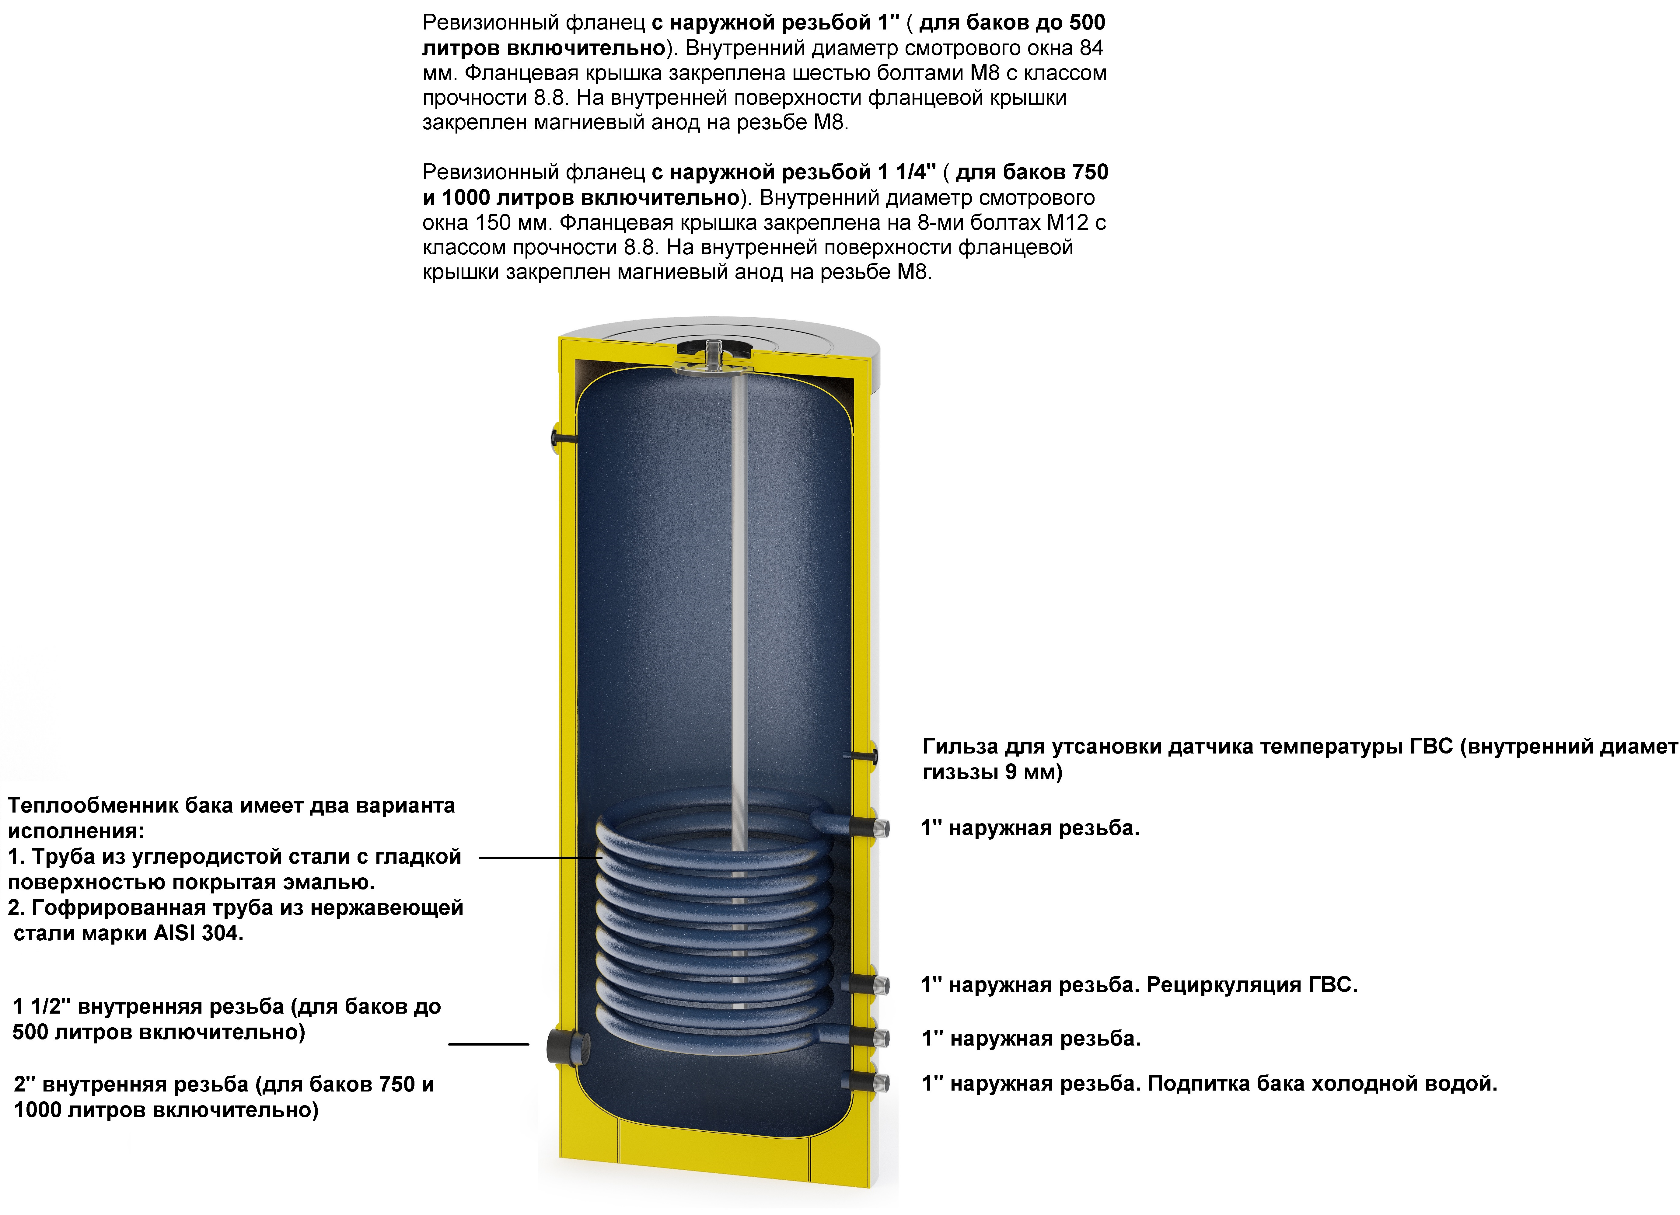 Ревизионный фланец с наружной резьбой 1" ( для баков до 500
литров включительно). Внутренний диаметр смотрового окна 84
мм. Фланцевая крышка закреплена шестью болтами М8 с классом
прочности 8.8. На внутренней поверхности фланцевой крышки
закреплен магниевый анод на резьбе М8.
Ревизионный фланец с наружной резьбой 1 1/4" ( для баков 750
и 1000 литров включительно). Внутренний диаметр смотрового
окна 150 мм. Фланцевая крышка закреплена на 8-ми болтах М12 с
классом прочности 8.8. На внутренней поверхности фланцевой
крышки закреплен магниевый анод на резьбе М8.
Гильза для утсановки датчика температуры ГВС (внутренний диамет
гизьзы 9 мм)
1" наружная резьба.
Теплообменник бака имеет два варианта
исполнения:
1. Труба из углеродистой стали с гладкой
поверхностью покрытая эмалью.
2. Гофрированная труба из нержавеющей
стали марки AISI 304.
1" наружная резьба. Рециркуляция ГВС.
1 1/2" внутренняя резьба (для баков до
500 литров включительно)
1" наружная резьба.
2" внутренняя резьба (для баков 750 и
1000 литров включительно)
1" наружная резьба. Подпитка бака холодной водой.